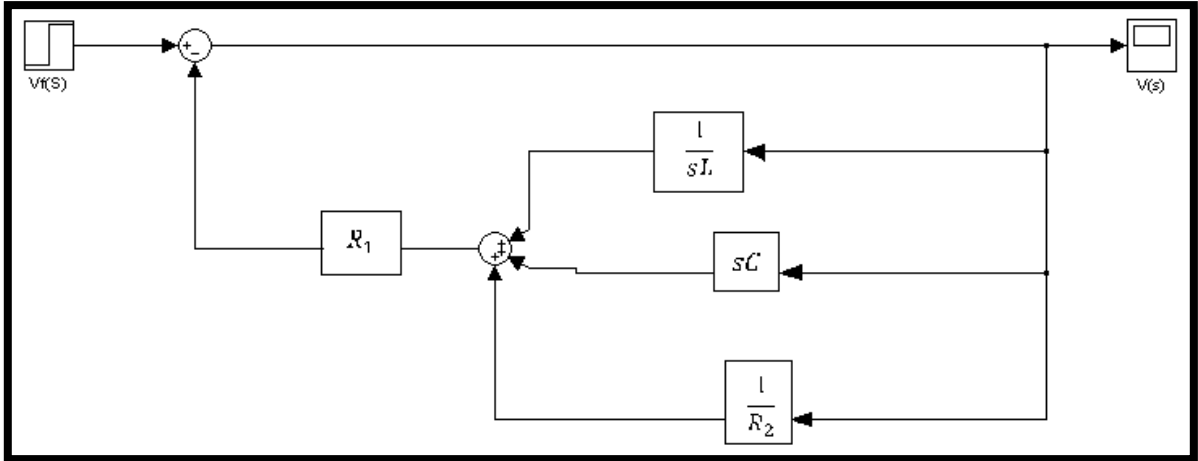 Vf(S)
V(s)
+
−
1
sL
R₁
+
+
+
sC
1
R₂